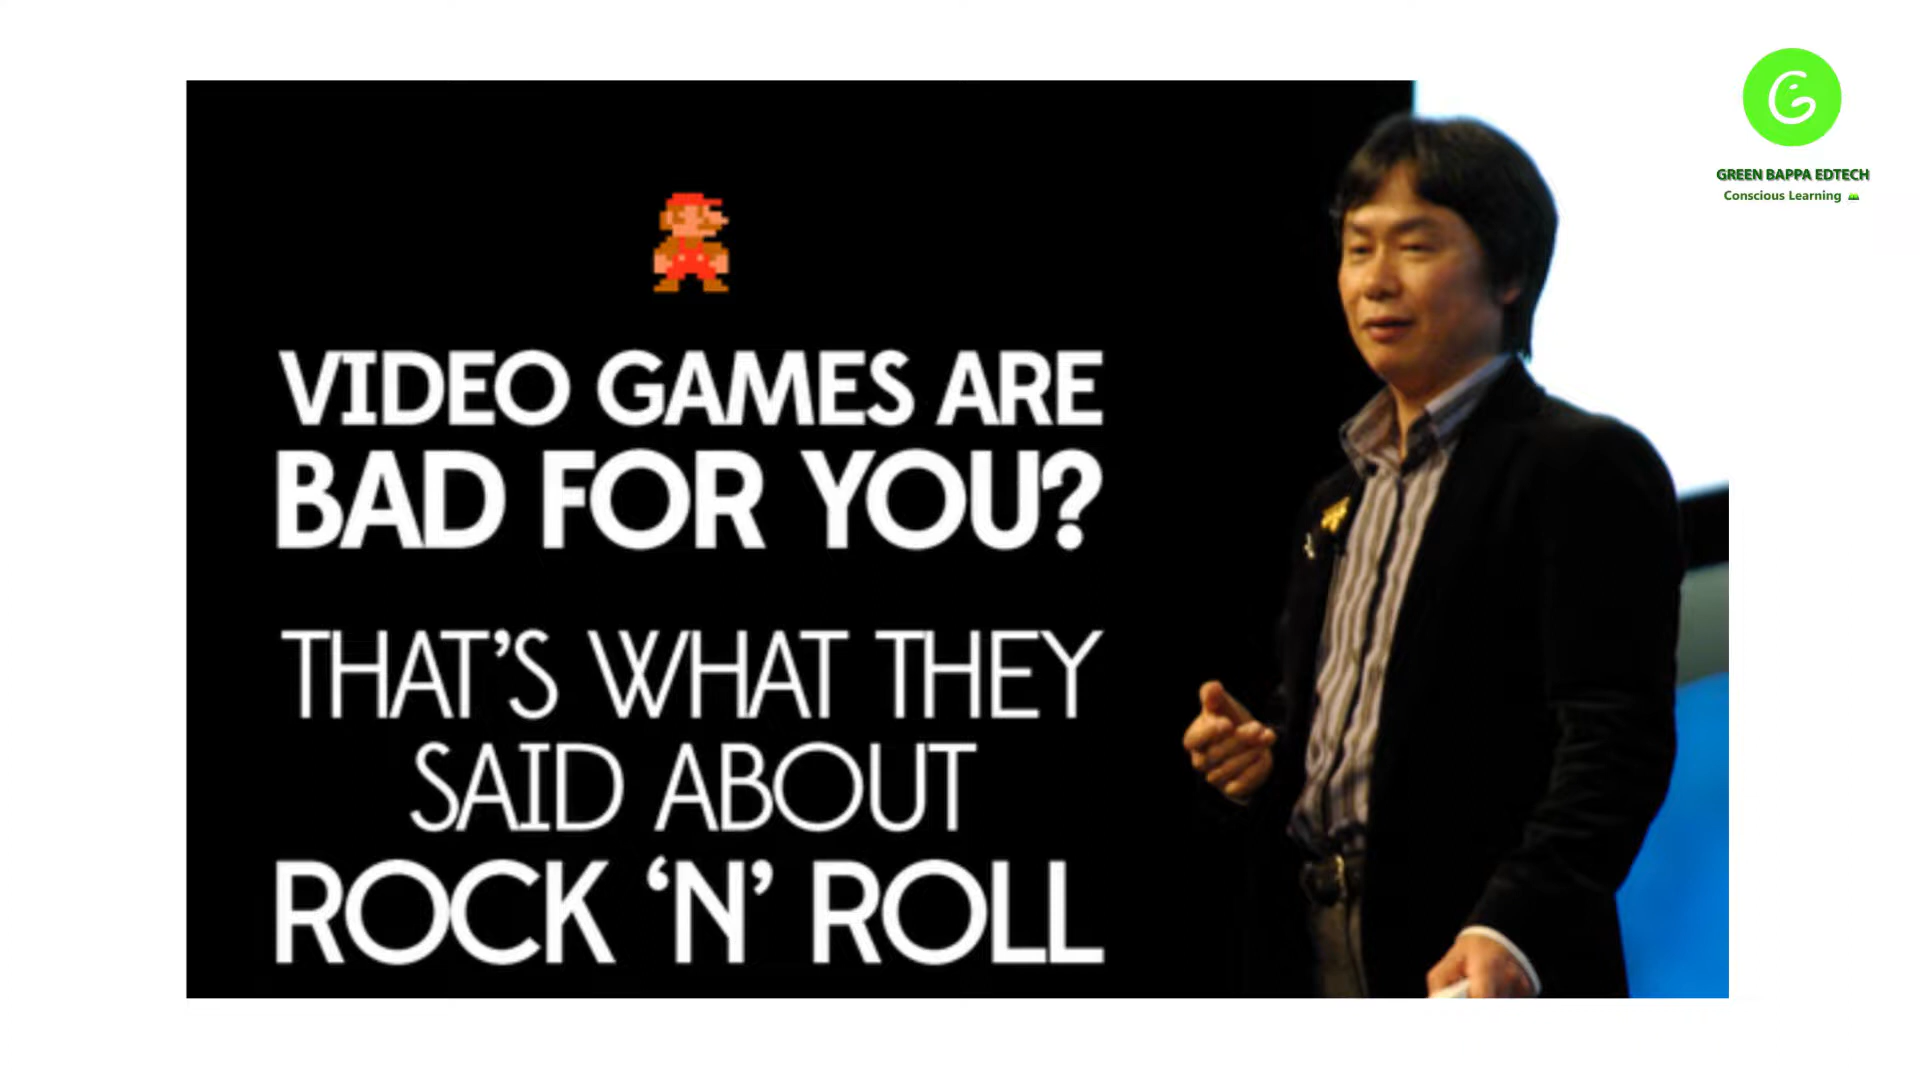 VIDEO GAMES ARE
BAD FOR YOU?
THAT'S WHAT THEY
SAID ABOUT
ROCK ‘N’ ROLL
GREEN BAPPA EDTECH
Conscious Learning